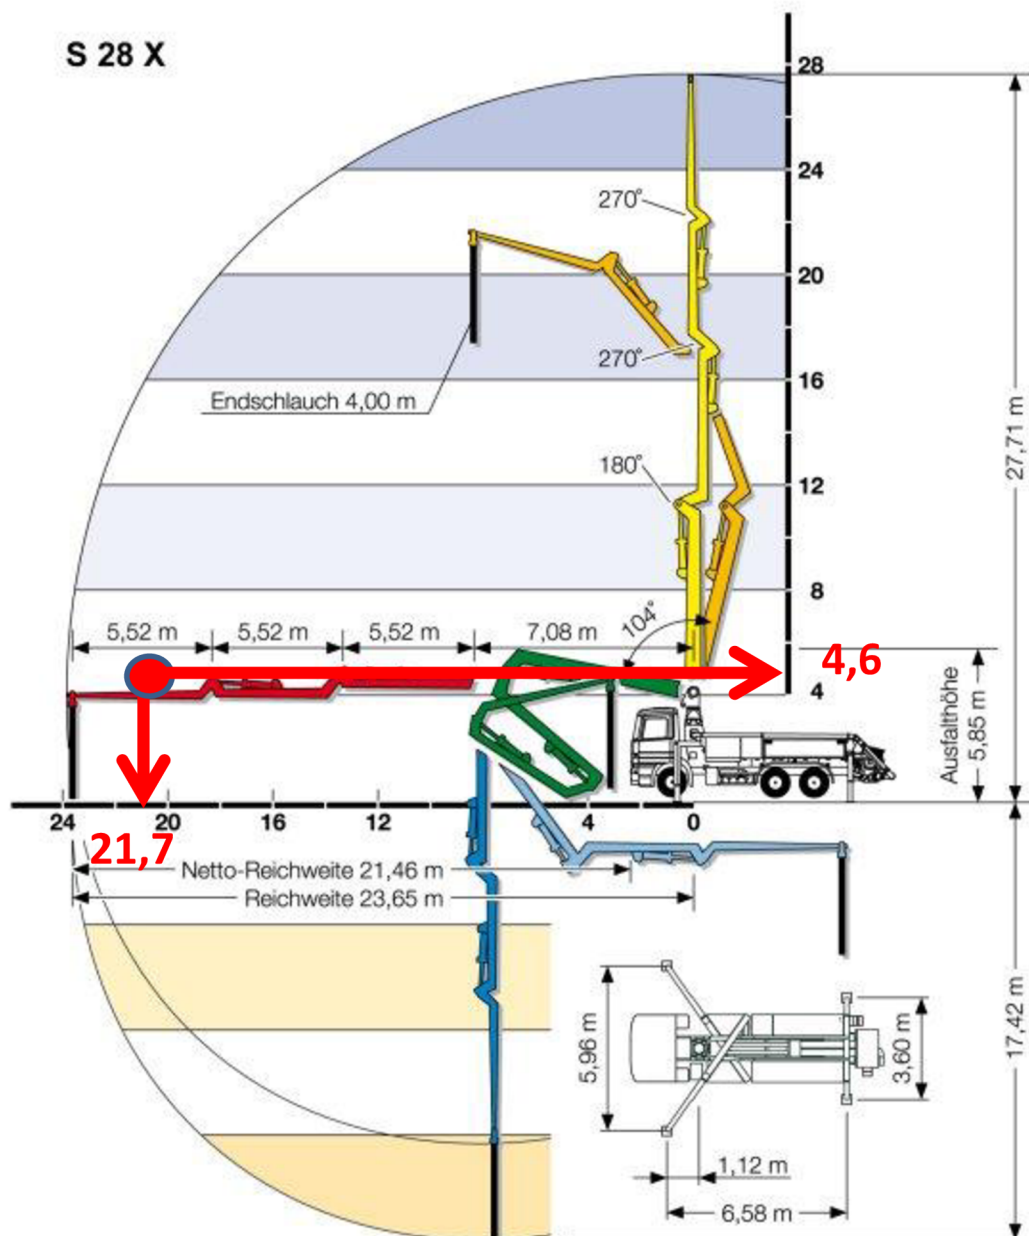 S 28 X
28
24
270°
20
270°
16
Endschlauch 4,00 m
27,71 m
180°
12
8
5,52 m
5,52 m
5,52 m
7,08 m
104°
4,6
4
Ausfalthöhe
5,85 m
24
20
16
12
4
0
21,7
Netto-Reichweite 21,46 m
Reichweite 23,65 m
17,42 m
5,96 m
3,60 m
1,12 m
6,58 m